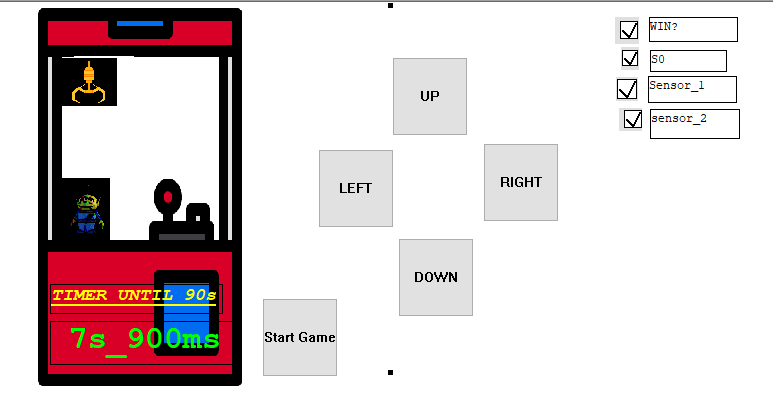 WIN?
S0
Sensor_1
sensor_2
UP
LEFT
RIGHT
DOWN
TIMER UNTIL 90s
7s_900ms
Start Game